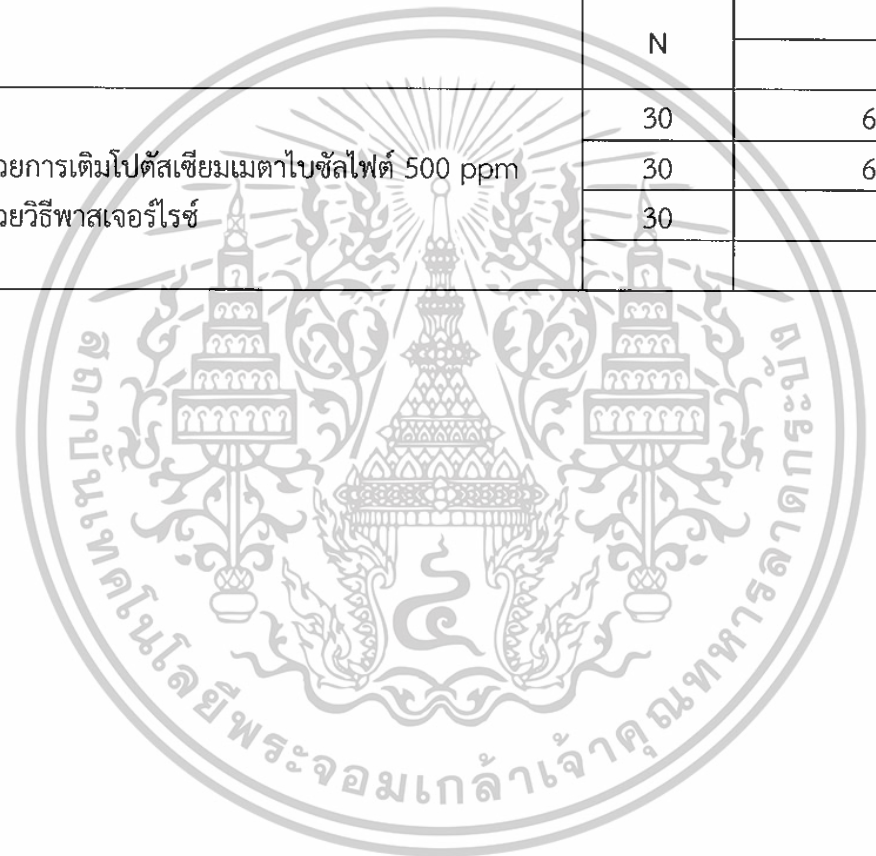 N
30 6
วยการเติมโปตัสเซียมเมตาไบซัลไฟต์ 500 ppm 30 6
วยวิธีพาสเจอร์ไรซ์ 30
สถาบันเทคโนโลยีพระจอมเกล้าเจ้าคุณทหารลาดกระบัง